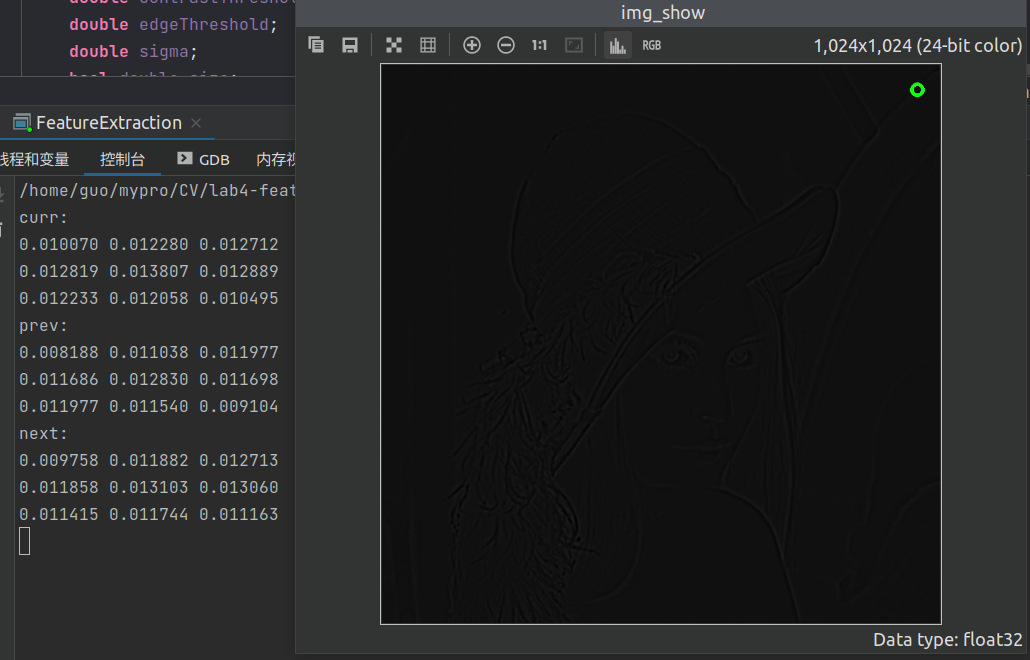 double contrastThreshold
double edgeThreshold;
double sigma;
bool double_size;
FeatureExtraction
线程和变量 控制台 GDB 内存视
/home/guo/mypro/CV/lab4-feat
curr:
0.010070 0.012280 0.012712
0.012819 0.013807 0.012889
0.012233 0.012058 0.010495
prev:
0.008188 0.011038 0.011977
0.011686 0.012830 0.011698
0.011977 0.011540 0.009104
next:
0.009758 0.011882 0.012713
0.011858 0.013103 0.013060
0.011415 0.011744 0.011163
img_show
1:1 RGB 1,024x1,024 (24-bit color)
Data type: float32